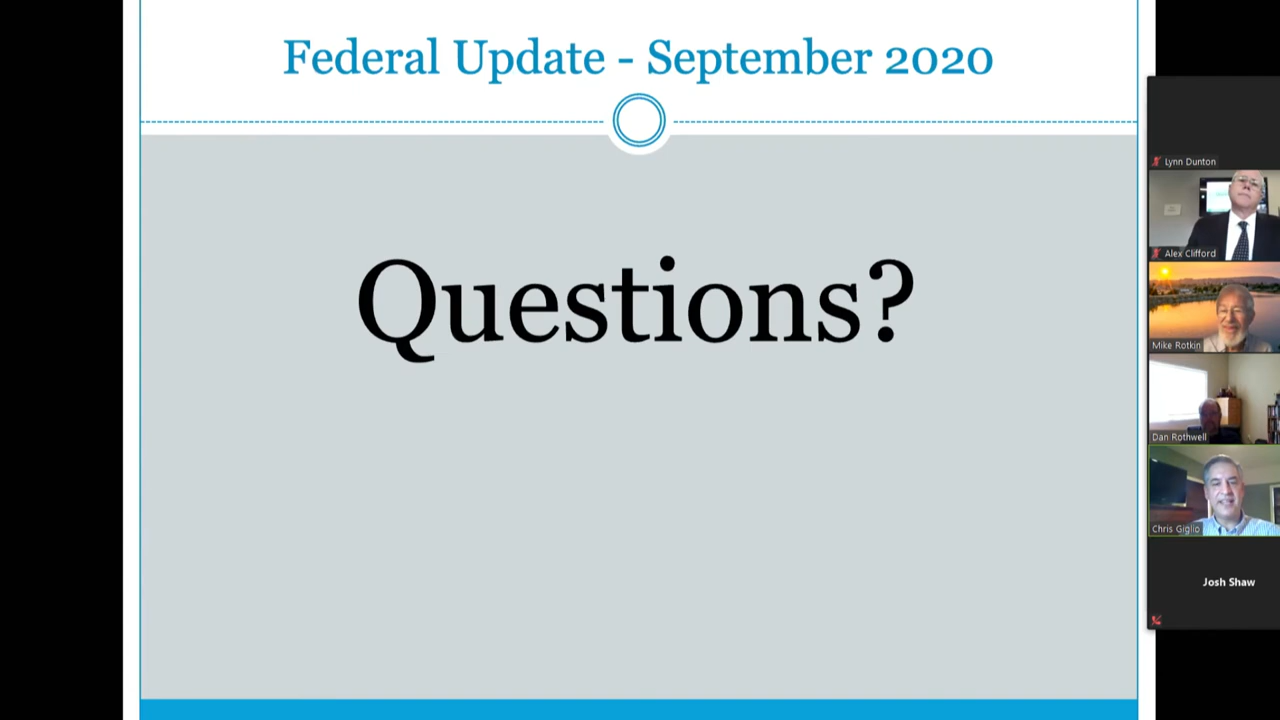 Federal Update - September 2020
Questions?
Lynn Dunton
Alex Clifford
Mike Rotkin
Dan Rothwell
Chris Giglio
Josh Shaw